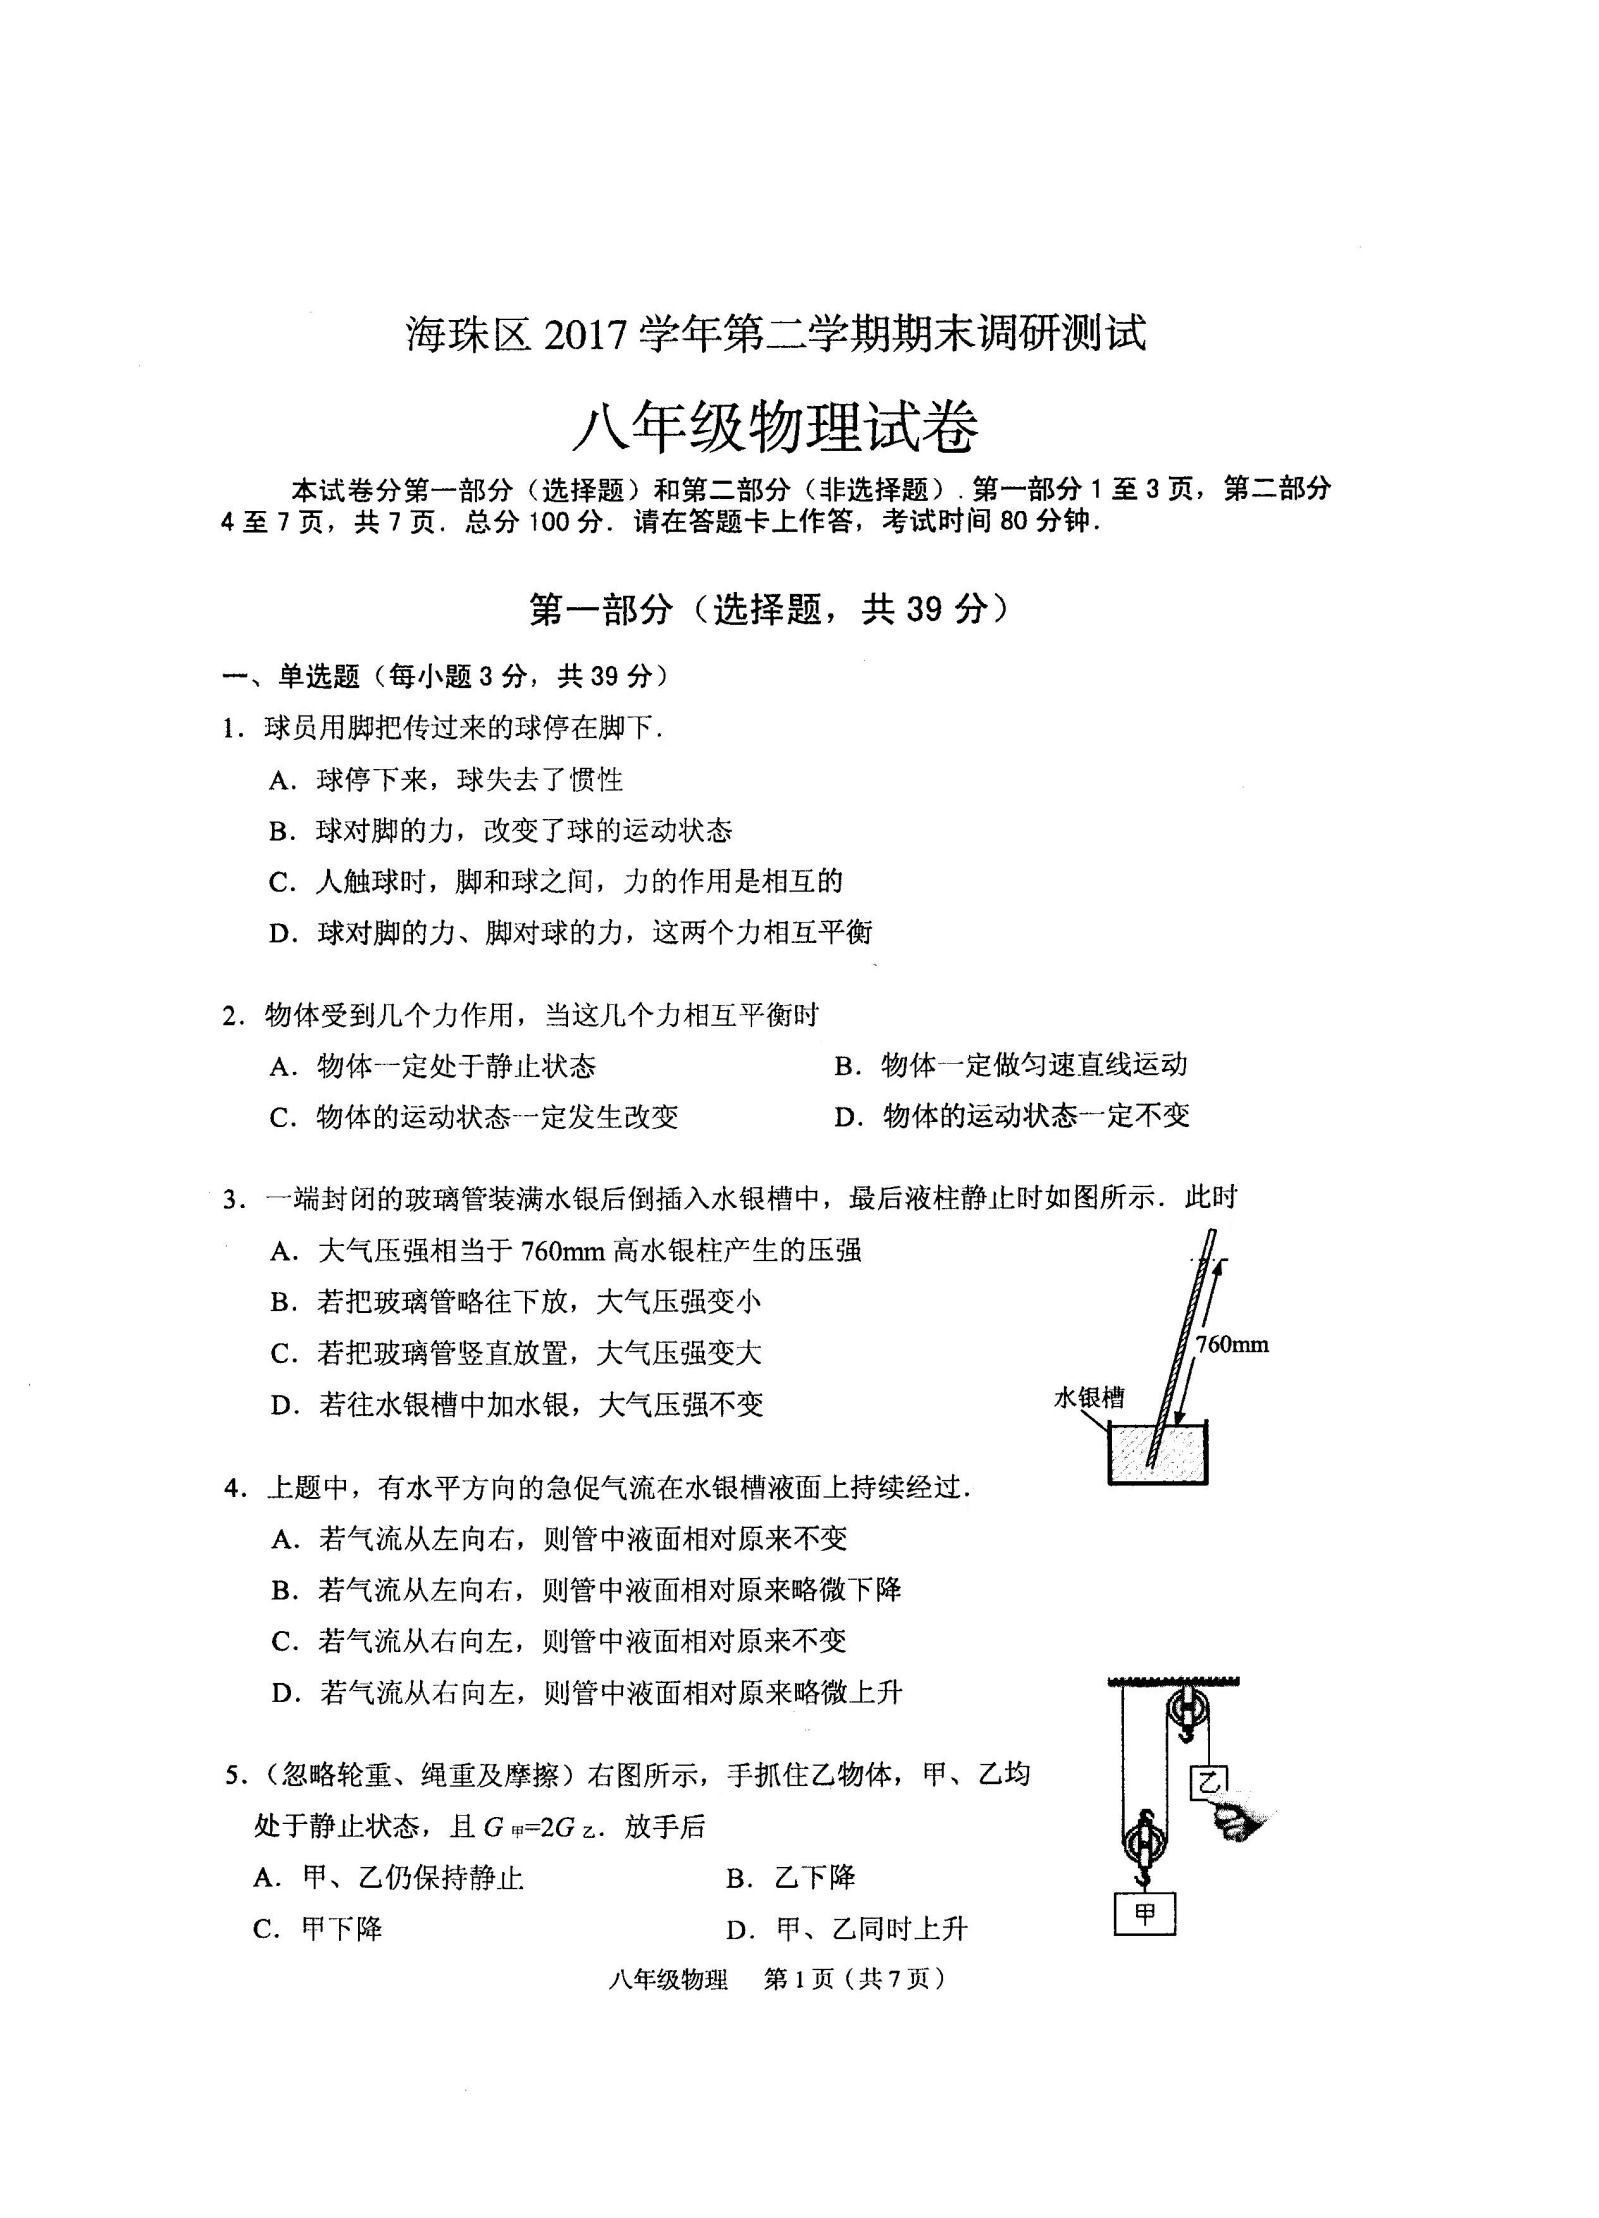 海珠区 2017 学年第二学期期末调研测试
八年级物理试卷
本试卷分第一部分（选择题）和第二部分（非选择题）. 第一部分 1 至 3 页，第二部分
4 至 7 页，共 7 页．总分 100 分．请在答题卡上作答，考试时间 80 分钟．
第一部分（选择题，共 39 分）
一、单选题（每小题 3 分，共 39 分）
1．球员用脚把传过来的球停在脚下．
A．球停下来，球失去了惯性
B．球对脚的力，改变了球的运动状态
C．人触球时，脚和球之间，力的作用是相互的
D．球对脚的力、脚对球的力，这两个力相互平衡
2．物体受到几个力作用，当这几个力相互平衡时
A．物体一定处于静止状态 B．物体一定做匀速直线运动
C．物体的运动状态一定发生改变 D．物体的运动状态一定不变
3．一端封闭的玻璃管装满水银后倒插入水银槽中，最后液柱静止时如图所示．此时
A．大气压强相当于 760mm 高水银柱产生的压强
B．若把玻璃管略往下放，大气压强变小
C．若把玻璃管竖直放置，大气压强变大
D．若往水银槽中加水银，大气压强不变
760mm
水银槽
4．上题中，有水平方向的急促气流在水银槽液面上持续经过．
A．若气流从左向右，则管中液面相对原来不变
B．若气流从左向右，则管中液面相对原来略微下降
C．若气流从右向左，则管中液面相对原来不变
D．若气流从右向左，则管中液面相对原来略微上升
5．（忽略轮重、绳重及摩擦）右图所示，手抓住乙物体，甲、乙均
处于静止状态，且 G甲=2G乙．放手后
A．甲、乙仍保持静止 B．乙下降
C．甲下降 D．甲、乙同时上升
乙
甲
八年级物理 第 1 页（共 7 页）